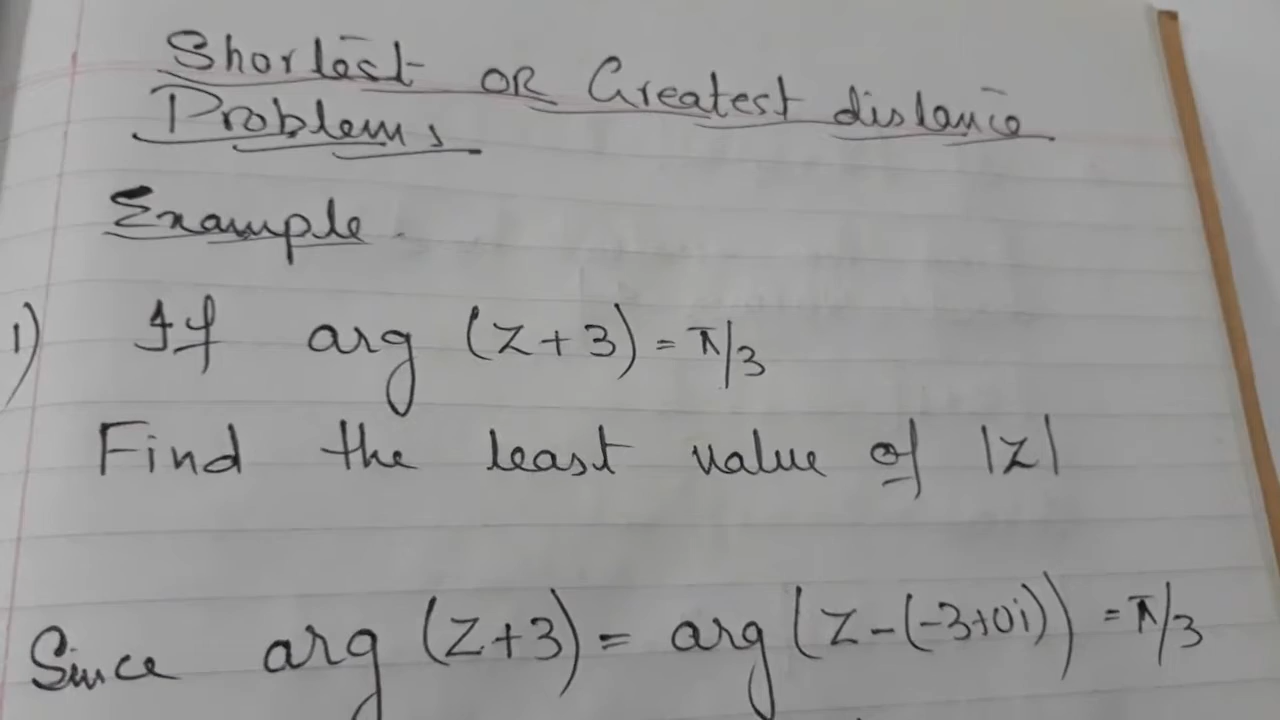 Shortest OR Greatest distance
Problems
Example.
1) If arg (z+3) = π/3
Find the least value of |z|
Since arg (z+3) = arg (z-(-3+0i)) = π/3